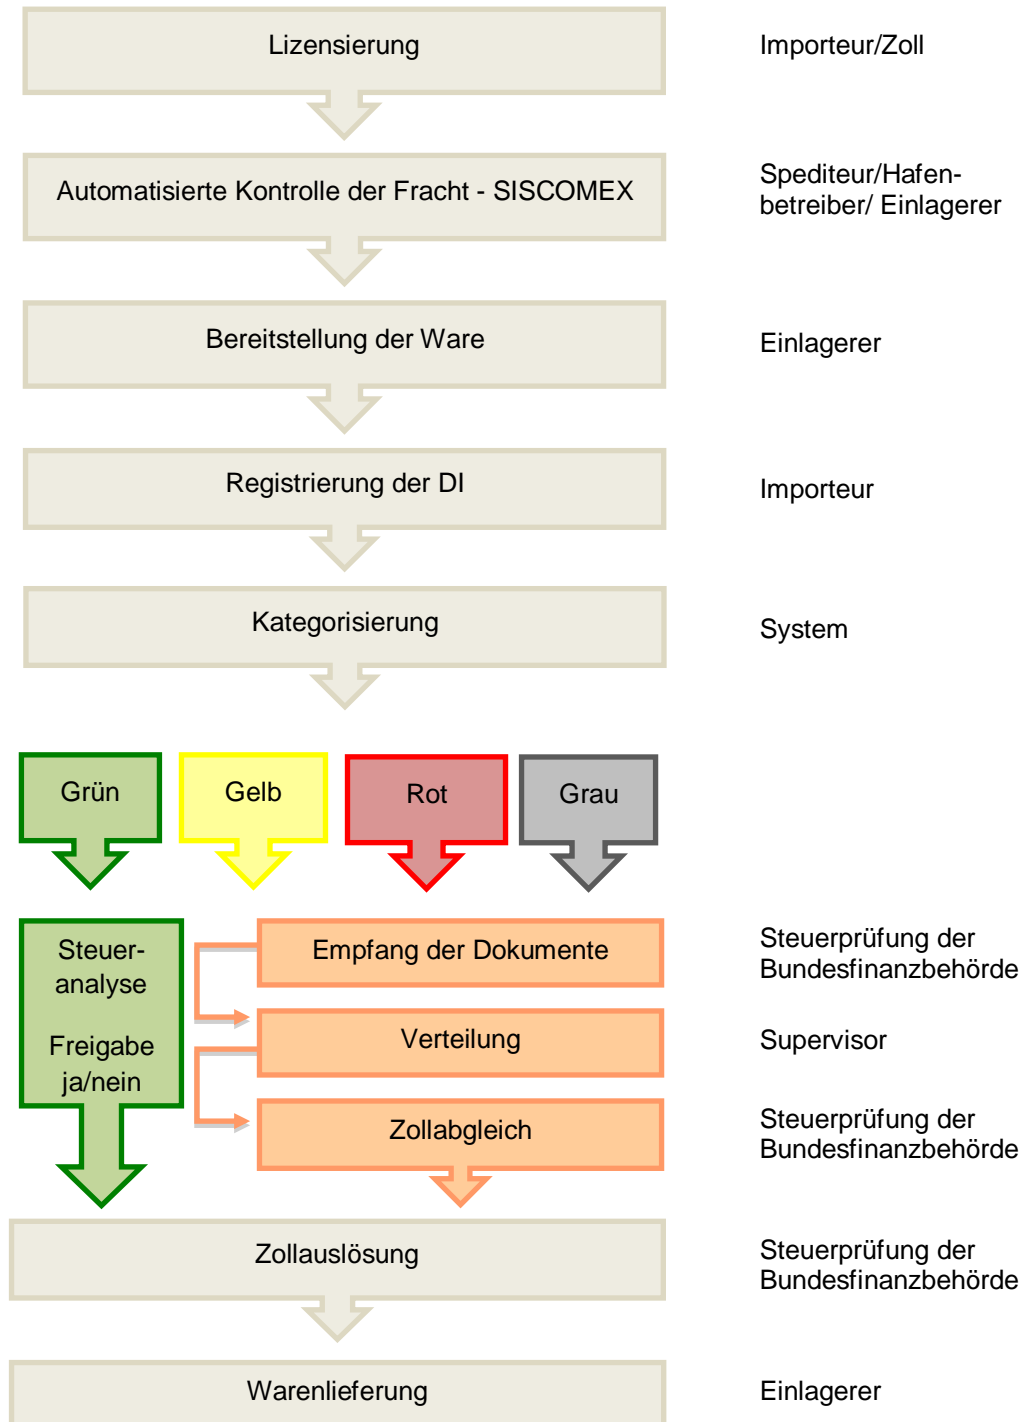 Lizensierung
Importeur/Zoll
Automatisierte Kontrolle der Fracht - SISCOMEX
Spediteur/Hafen-
betreiber/ Einlagerer
Bereitstellung der Ware
Einlagerer
Registrierung der DI
Importeur
Kategorisierung
System
Grün
Gelb
Rot
Grau
Steuer-
analyse
Freigabe
ja/nein
Empfang der Dokumente
Steuerprüfung der
Bundesfinanzbehörde
Verteilung
Supervisor
Zollabgleich
Steuerprüfung der
Bundesfinanzbehörde
Zollauslösung
Steuerprüfung der
Bundesfinanzbehörde
Warenlieferung
Einlagerer